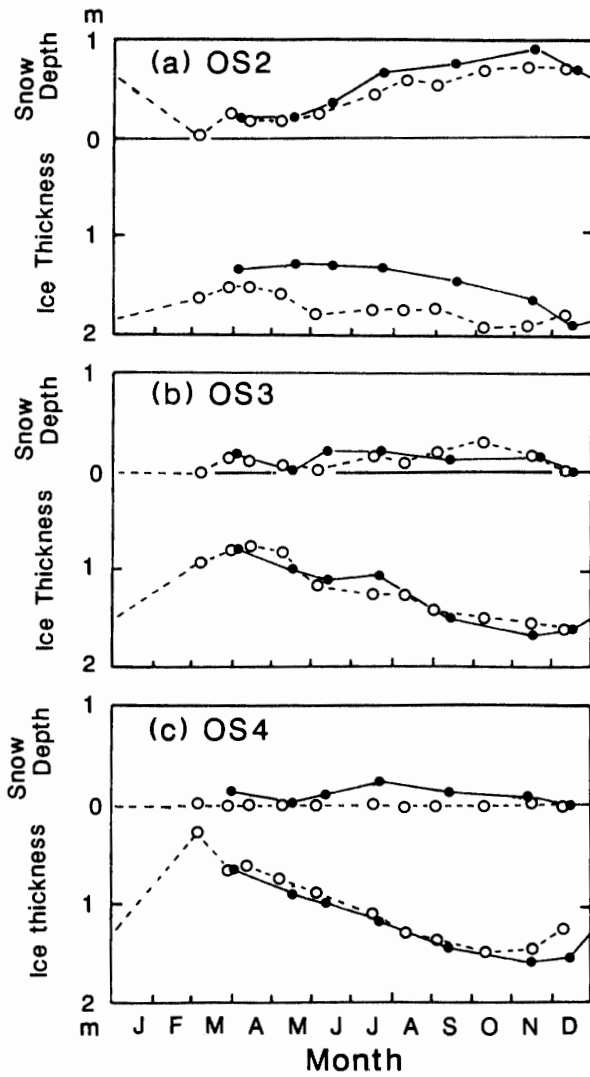 m
1
(a) OS2
Snow
Depth
0
Ice Thickness
1
2
1
(b) OS3
Snow
Depth
0
Ice Thickness
1
2
1
(c) OS4
Snow
Depth
0
Ice thickness
1
2
m J F M A M J J A S O N D
Month